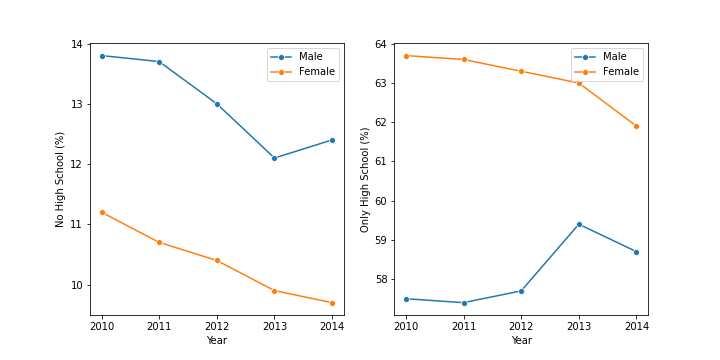 No High School (%)
14
13
12
11
10
2010 2011 2012 2013 2014
Year
Male
Female
Only High School (%)
64
63
62
61
60
59
58
2010 2011 2012 2013 2014
Year
Male
Female